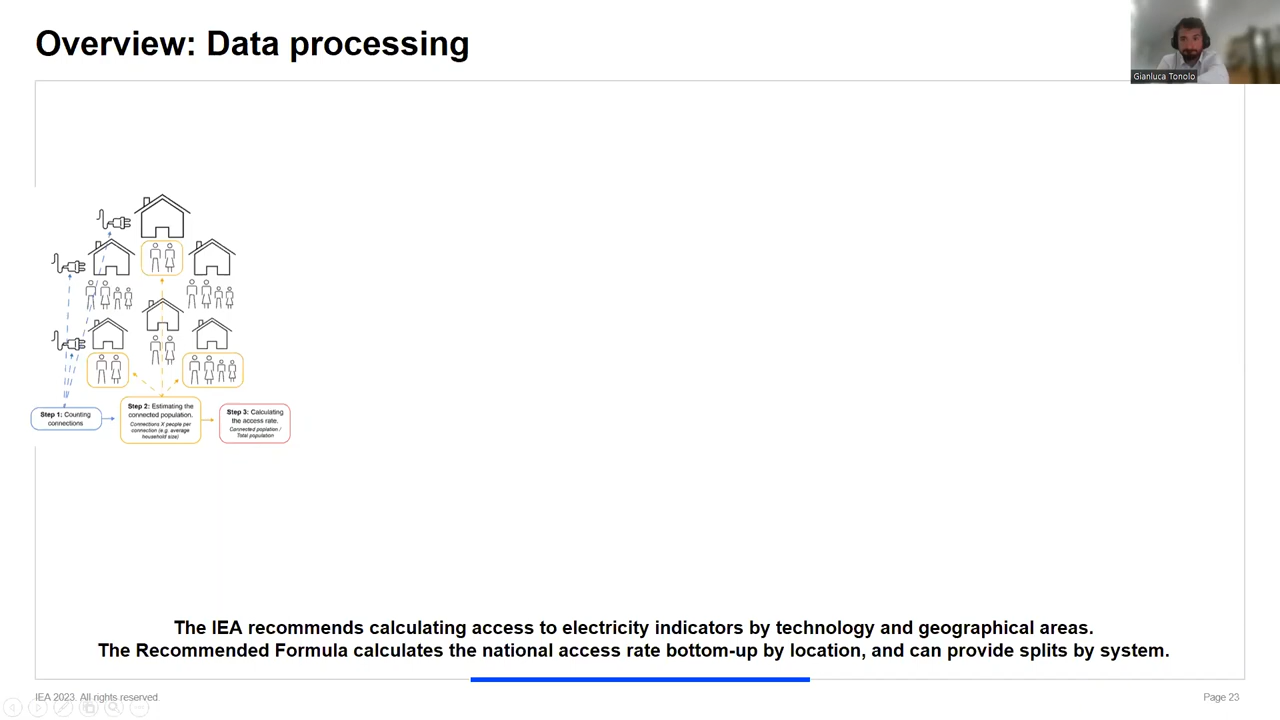 Overview: Data processing
Gianluca Tonolo
Step 1: Counting
connections
Step 2: Estimating the
connected population.
Connections X people per
connection (e.g. average
household size)
Step 3: Calculating
the access rate.
Connected poplation /
Total population
The IEA recommends calculating access to electricity indicators by technology and geographical areas.
The Recommended Formula calculates the national access rate bottom-up by location, and can provide splits by system.
IEA 2023. All rights reserved.
Page 23